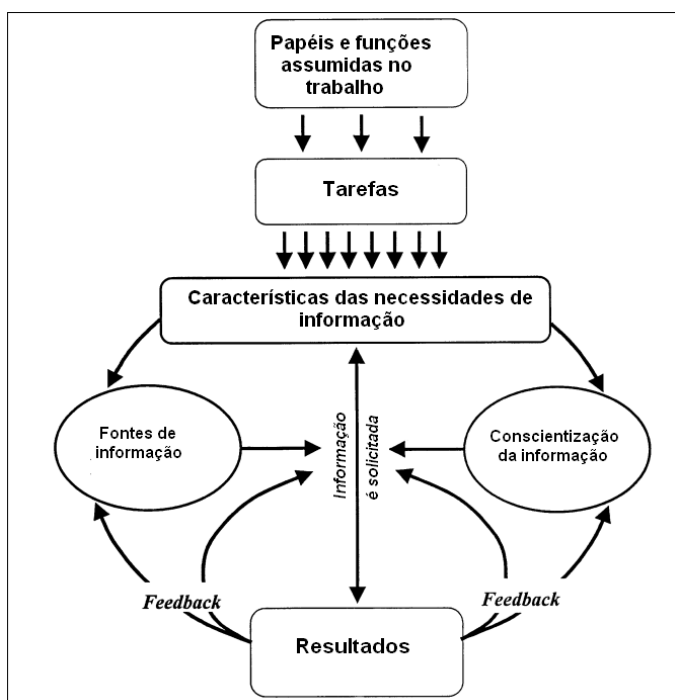 Papéis e funções
assumidas no
trabalho
Tarefas
Características das necessidades de
informação
Fontes de
informação
Informação
é solicitada
Conscientização
da informação
Feedback
Feedback
Resultados